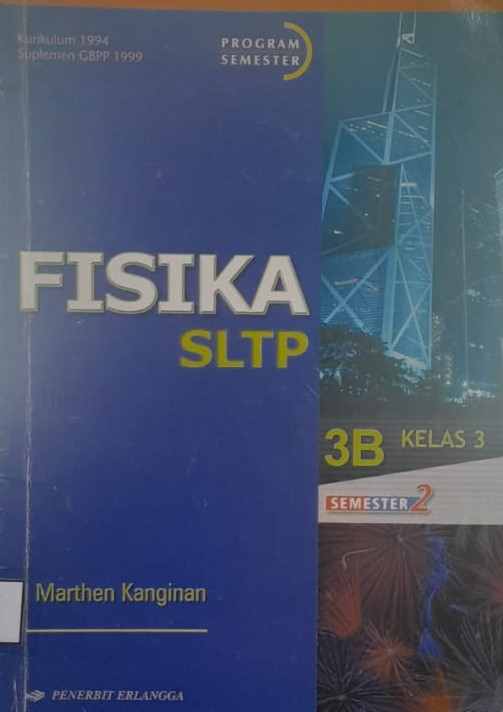 Kurikulum 1994
Suplemen GBPP 1999
PROGRAM
SEMESTER
FISIKA
SLTP
3B KELAS 3
SEMESTER 2
Marthen Kanginan
PENERBIT ERLANGGA